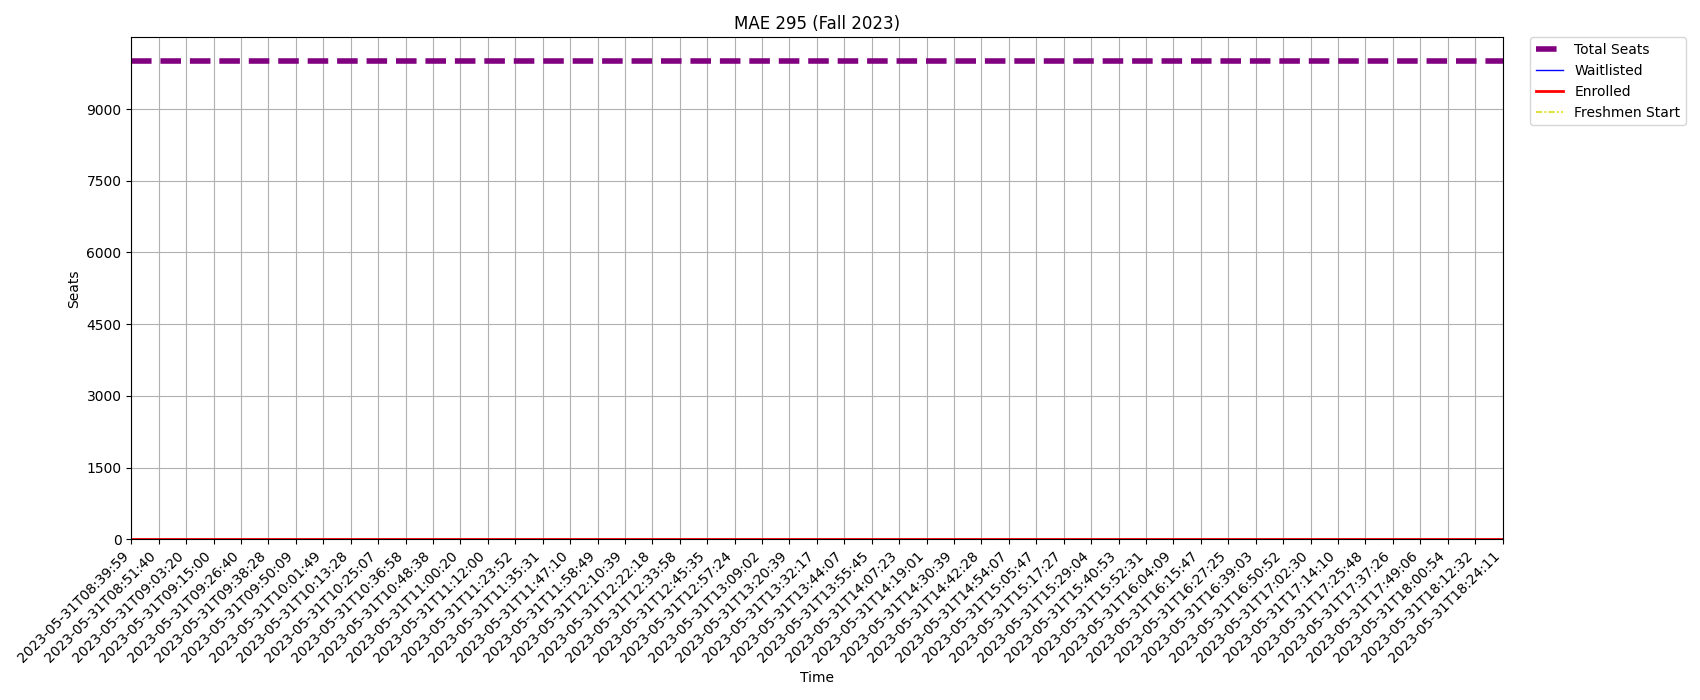 MAE 295 (Fall 2023)
Total Seats
Waitlisted
Enrolled
Freshmen Start
Seats
9000
7500
6000
4500
3000
1500
0
2023-05-31T08:39:59
2023-05-31T08:51:40
2023-05-31T09:03:20
2023-05-31T09:15:00
2023-05-31T09:26:40
2023-05-31T09:38:28
2023-05-31T09:50:09
2023-05-31T10:01:49
2023-05-31T10:13:28
2023-05-31T10:25:07
2023-05-31T10:36:58
2023-05-31T10:48:38
2023-05-31T11:00:20
2023-05-31T11:12:00
2023-05-31T11:23:52
2023-05-31T11:35:31
2023-05-31T11:47:10
2023-05-31T11:58:49
2023-05-31T12:10:39
2023-05-31T12:22:18
2023-05-31T12:33:58
2023-05-31T12:45:35
2023-05-31T12:57:24
2023-05-31T13:09:02
2023-05-31T13:20:39
2023-05-31T13:32:17
2023-05-31T13:44:07
2023-05-31T13:55:45
2023-05-31T14:07:23
2023-05-31T14:19:01
2023-05-31T14:30:39
2023-05-31T14:42:28
2023-05-31T14:54:07
2023-05-31T15:05:47
2023-05-31T15:17:27
2023-05-31T15:29:04
2023-05-31T15:40:53
2023-05-31T15:52:31
2023-05-31T16:04:09
2023-05-31T16:15:47
2023-05-31T16:27:25
2023-05-31T16:39:03
2023-05-31T16:50:52
2023-05-31T17:02:30
2023-05-31T17:14:10
2023-05-31T17:25:48
2023-05-31T17:37:26
2023-05-31T17:49:06
2023-05-31T18:00:54
2023-05-31T18:12:32
2023-05-31T18:24:11
Time